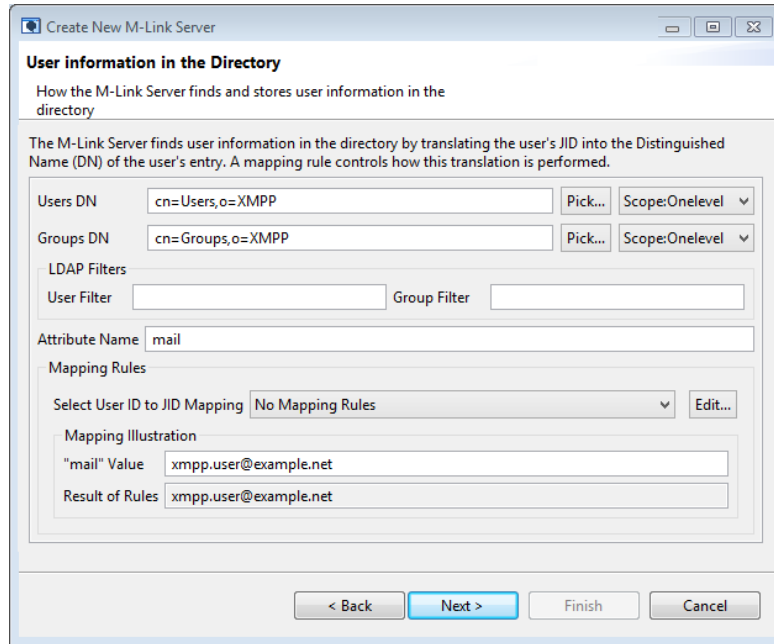 Create New M-Link Server
User information in the Directory
How the M-Link Server finds and stores user information in the
directory
The M-Link Server finds user information in the directory by translating the user's JID into the Distinguished
Name (DN) of the user's entry. A mapping rule controls how this translation is performed.
Users DN cn=Users,o=XMPP Pick... Scope:Onelevel
Groups DN cn=Groups,o=XMPP Pick... Scope:Onelevel
LDAP Filters
User Filter Group Filter
Attribute Name mail
Mapping Rules
Select User ID to JID Mapping No Mapping Rules Edit...
Mapping Illustration
"mail" Value xmpp.user@example.net
Result of Rules xmpp.user@example.net
< Back Next > Finish Cancel